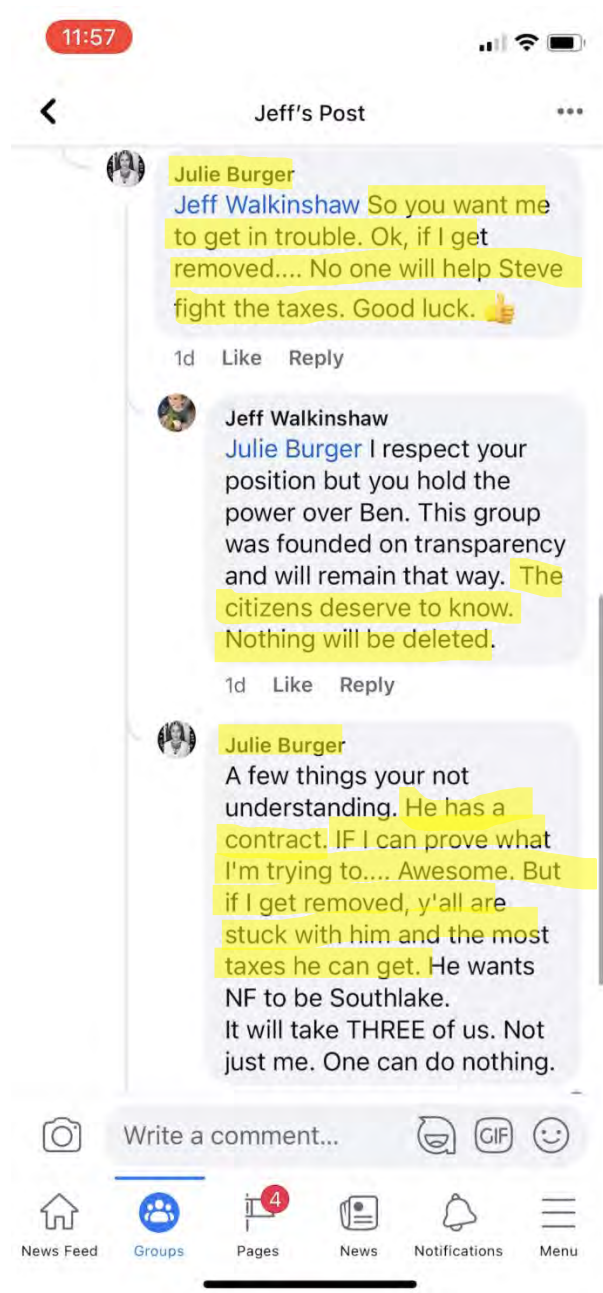 11:57
Jeff's Post
Julie Burger
Jeff Walkinshaw So you want me
to get in trouble. Ok, if I get
removed.... No one will help Steve
fight the taxes. Good luck. 👍
1d Like Reply
Jeff Walkinshaw
Julie Burger I respect your
position but you hold the
power over Ben. This group
was founded on transparency
and will remain that way. The
citizens deserve to know.
Nothing will be deleted.
1d Like Reply
Julie Burger
A few things your not
understanding. He has a
contract. IF I can prove what
I'm trying to.... Awesome. But
if I get removed, y'all are
stuck with him and the most
taxes he can get. He wants
NF to be Southlake.
It will take THREE of us. Not
just me. One can do nothing.
Write a comment...
GIF
4
News Feed Groups Pages News Notifications Menu